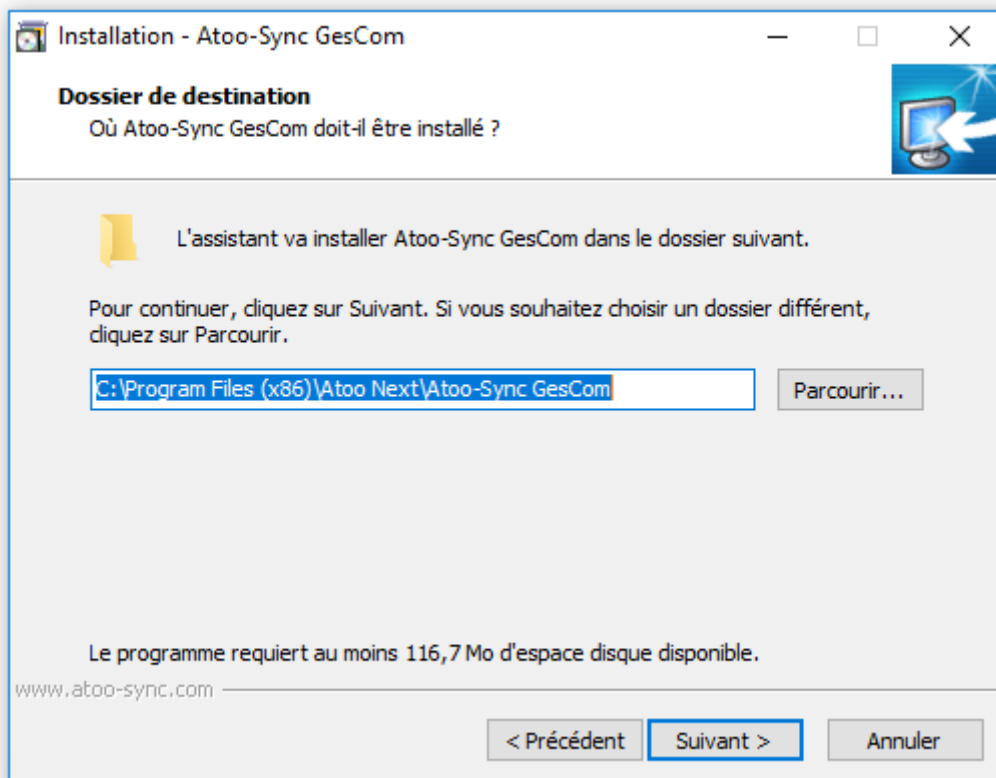 Installation - Atoo-Sync GesCom
Dossier de destination
Où Atoo-Sync GesCom doit-il être installé ?
L'assistant va installer Atoo-Sync GesCom dans le dossier suivant.
Pour continuer, cliquez sur Suivant. Si vous souhaitez choisir un dossier différent,
cliquez sur Parcourir.
C:\Program Files (x86)\Atoo Next\Atoo-Sync GesCom
Parcourir...
Le programme requiert au moins 116,7 Mo d'espace disque disponible.
www.atoo-sync.com
< Précédent
Suivant >
Annuler